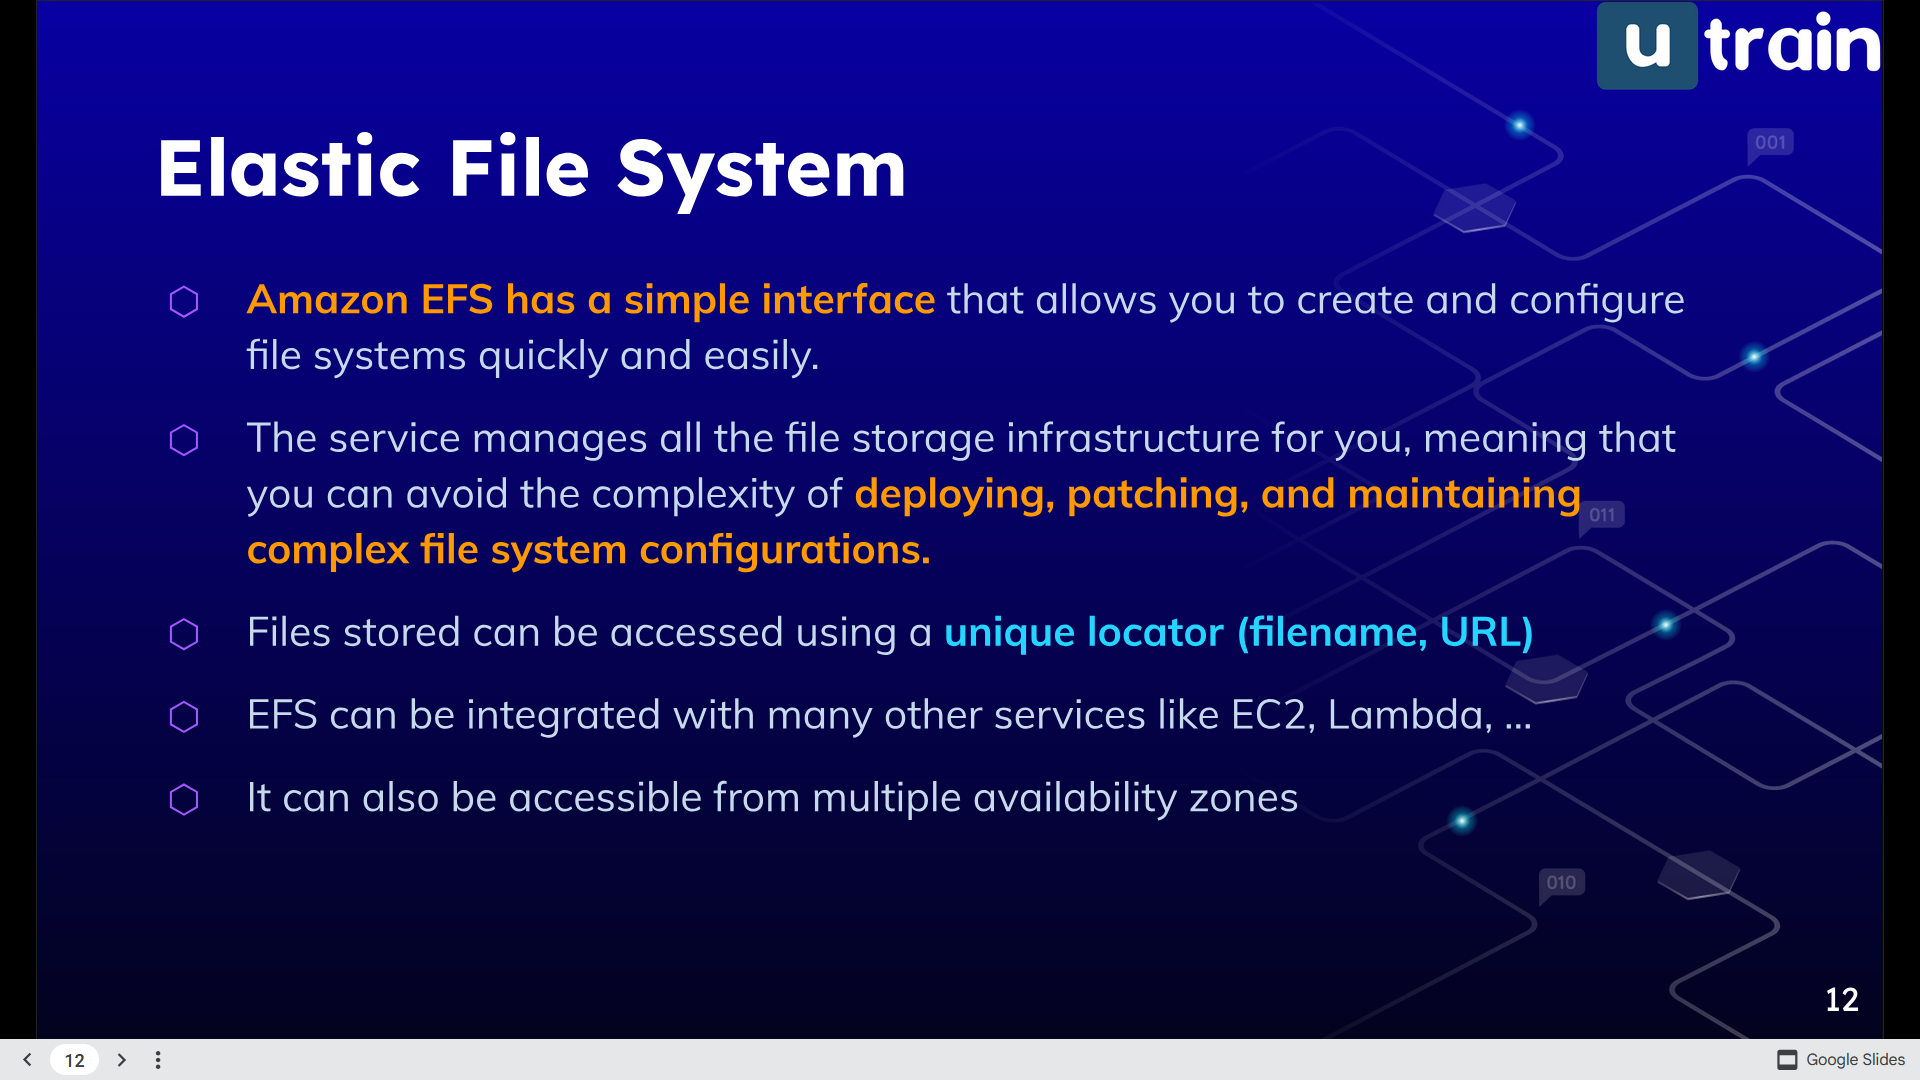 u train
001
Elastic File System
Amazon EFS has a simple interface that allows you to create and configure
file systems quickly and easily.
The service manages all the file storage infrastructure for you, meaning that
you can avoid the complexity of deploying, patching, and maintaining
complex file system configurations.
011
Files stored can be accessed using a unique locator (filename, URL)
EFS can be integrated with many other services like EC2, Lambda, ...
It can also be accessible from multiple availability zones
010
12
12
Google Slides